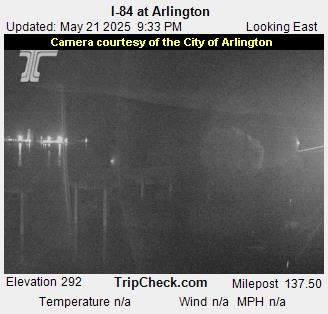 I-84 at Arlington
Updated: May 21 2025 9:33 PM Looking East
Camera courtesy of the City of Arlington
Elevation 292 TripCheck.com Milepost 137.50
Temperature n/a Wind n/a MPH n/a